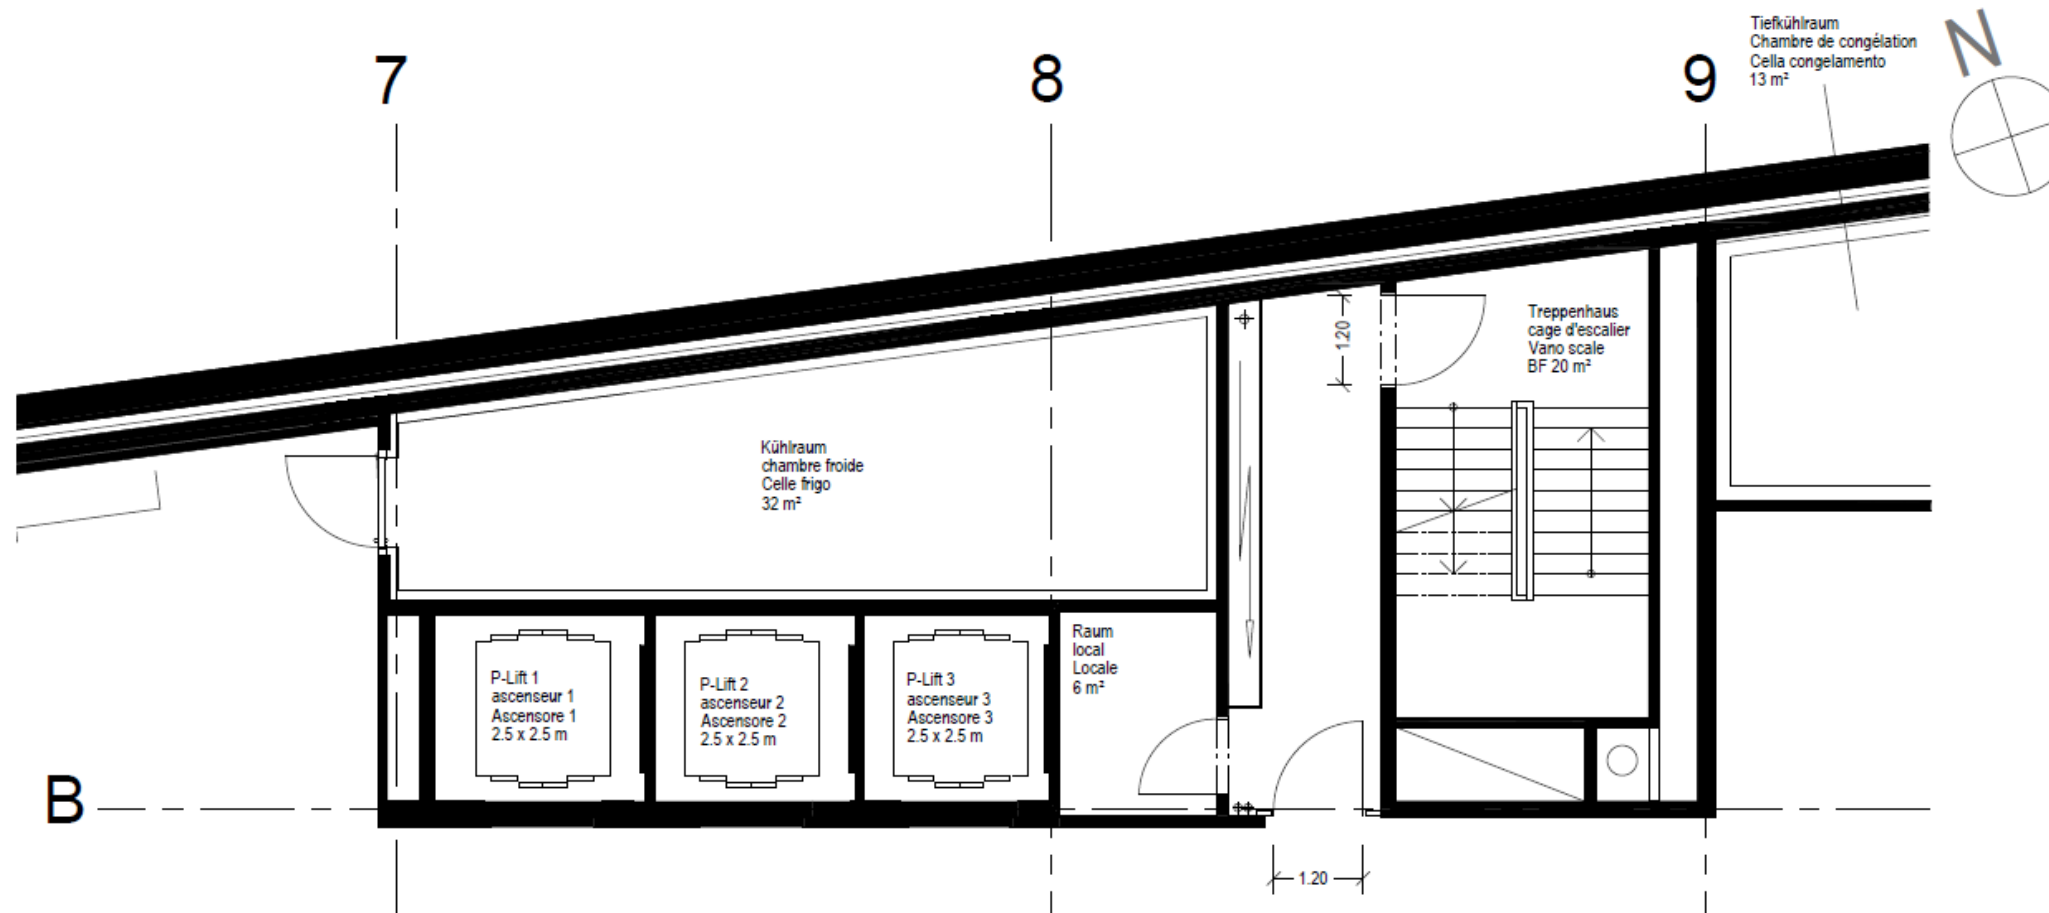 7
8
9
Tiefkühlraum
Chambre de congélation
Cella congelamento
13 m²
N
1.20
Treppenhaus
cage d'escalier
Vano scale
BF 20 m²
Kühlraum
chambre froide
Celle frigo
32 m²
P-Lift 1
ascenseur 1
Ascensore 1
2.5 x 2.5 m
P-Lift 2
ascenseur 2
Ascensore 2
2.5 x 2.5 m
P-Lift 3
ascenseur 3
Ascensore 3
2.5 x 2.5 m
Raum
local
Locale
6 m²
B
1.20